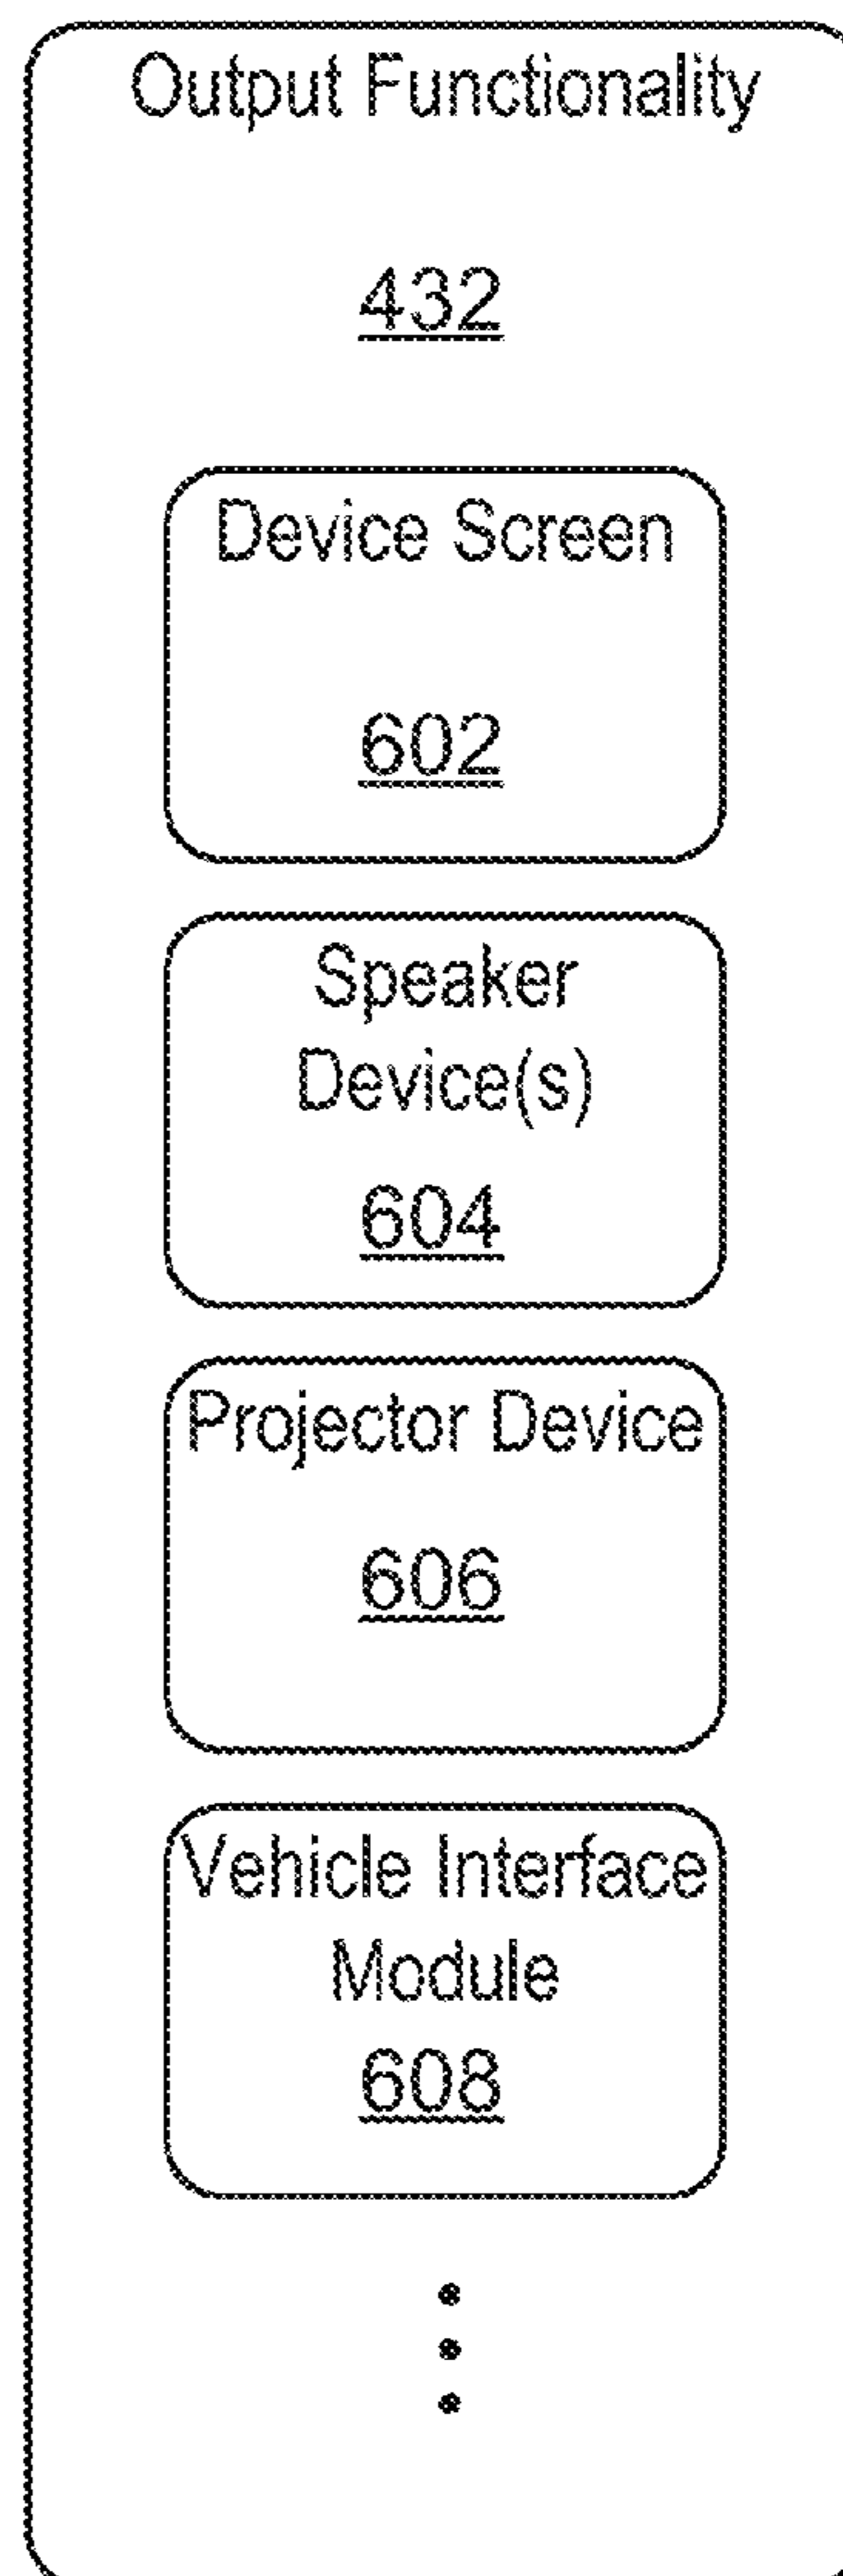 Output Functionality
432
Device Screen
602
Speaker
Device(s)
604
Projector Device
606
Vehicle Interface
Module
608